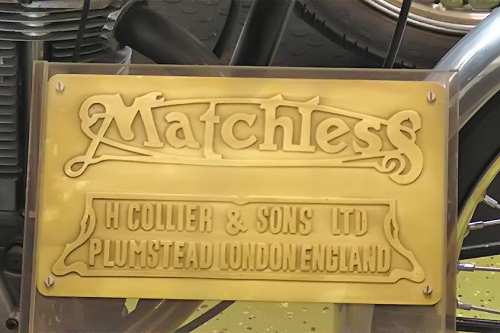 Matchless
H COLLIER & SONS LTD
PLUMSTEAD LONDON ENGLAND